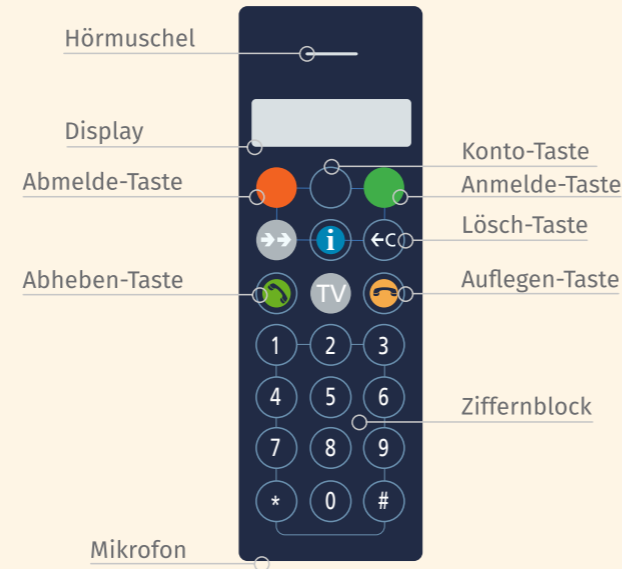 Hörmuschel
Display
Konto-Taste
Abmelde-Taste
Anmelde-Taste
Lösch-Taste
i
←C
Abheben-Taste
TV
Auflegen-Taste
1 2 3
4 5 6
Ziffernblock
7 8 9
* 0 #
Mikrofon